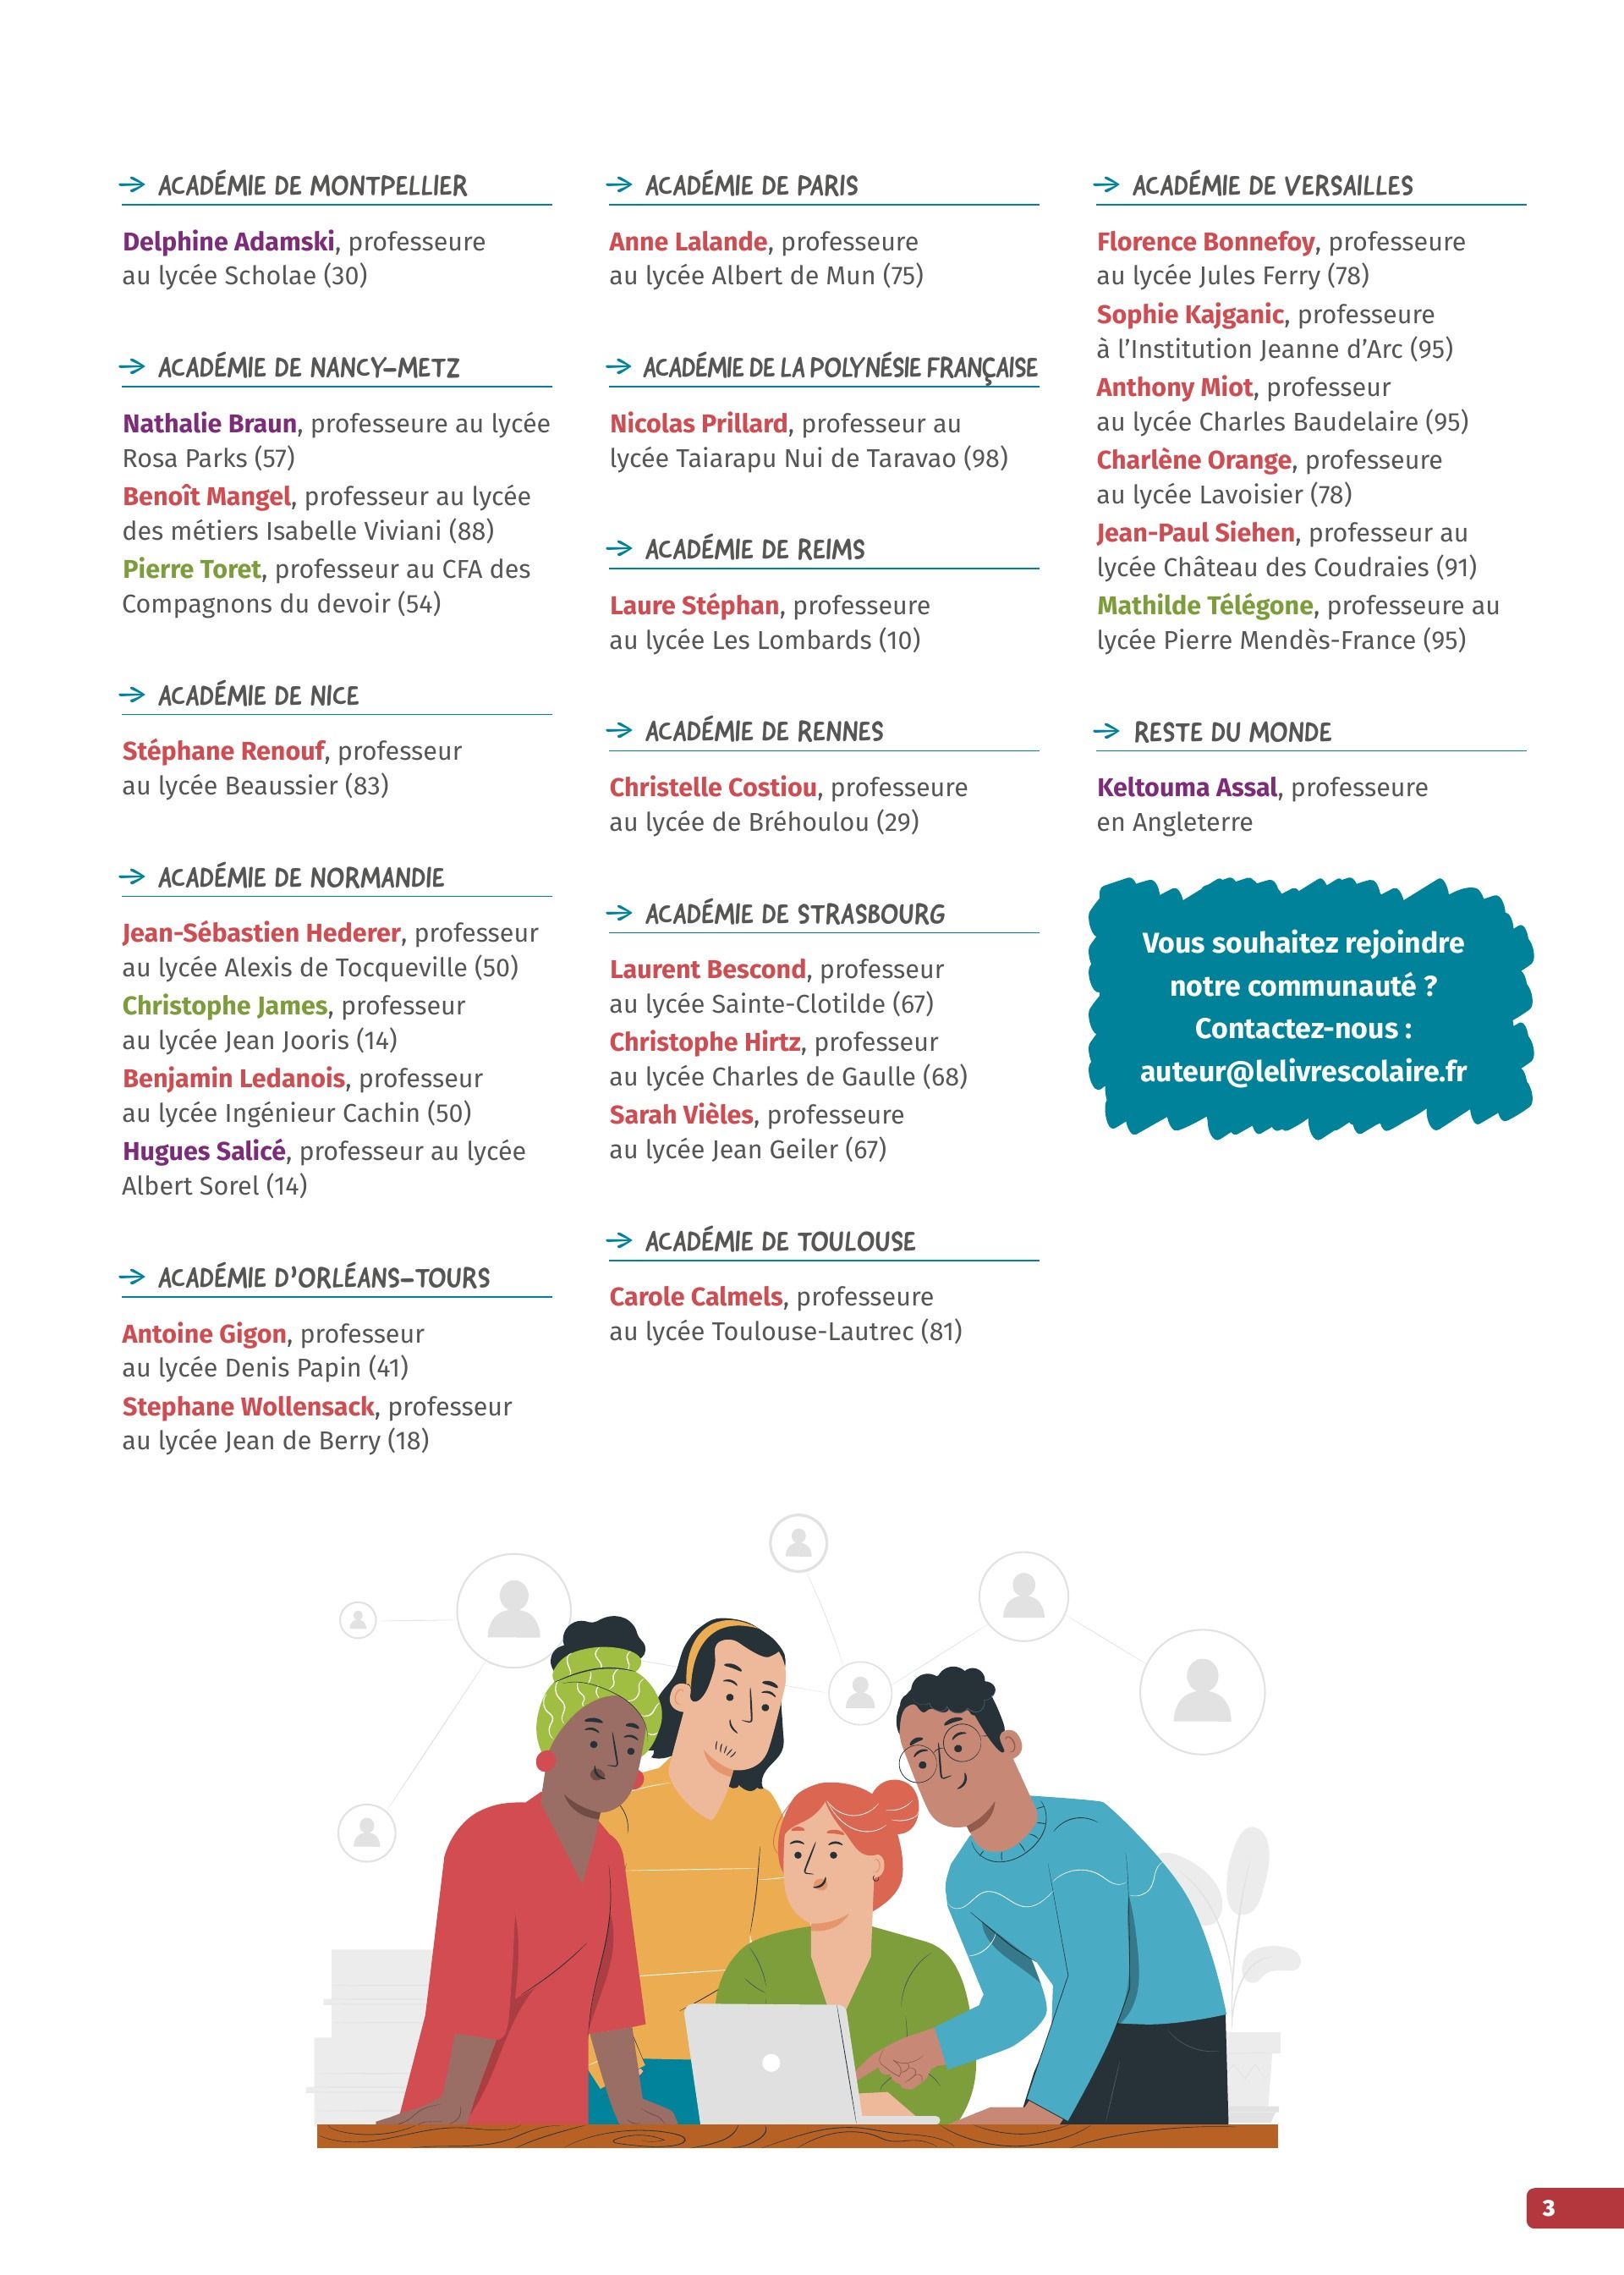 → ACADÉMIE DE MONTPELLIER
Delphine Adamski, professeure
au lycée Scholae (30)
→ ACADÉMIE DE NANCY-METZ
Nathalie Braun, professeure au lycée
Rosa Parks (57)
Benoît Mangel, professeur au lycée
des métiers Isabelle Viviani (88)
Pierre Toret, professeur au CFA des
Compagnons du devoir (54)
→ ACADÉMIE DE NICE
Stéphane Renouf, professeur
au lycée Beaussier (83)
→ ACADÉMIE DE NORMANDIE
Jean-Sébastien Hederer, professeur
au lycée Alexis de Tocqueville (50)
Christophe James, professeur
au lycée Jean Jooris (14)
Benjamin Ledanois, professeur
au lycée Ingénieur Cachin (50)
Hugues Salicé, professeur au lycée
Albert Sorel (14)
→ ACADÉMIE D'ORLÉANS-TOURS
Antoine Gigon, professeur
au lycée Denis Papin (41)
Stephane Wollensack, professeur
au lycée Jean de Berry (18)
→ ACADÉMIE DE PARIS
Anne Lalande, professeure
au lycée Albert de Mun (75)
→ ACADÉMIE DE LA POLYNÉSIE FRANÇAISE
Nicolas Prillard, professeur au
lycée Taiarapu Nui de Taravao (98)
→ ACADÉMIE DE REIMS
Laure Stéphan, professeure
au lycée Les Lombards (10)
→ ACADÉMIE DE RENNES
Christelle Costiou, professeure
au lycée de Bréhoulou (29)
→ ACADÉMIE DE STRASBOURG
Laurent Bescond, professeur
au lycée Sainte-Clotilde (67)
Christophe Hirtz, professeur
au lycée Charles de Gaulle (68)
Sarah Vièles, professeure
au lycée Jean Geiler (67)
→ ACADÉMIE DE TOULOUSE
Carole Calmels, professeure
au lycée Toulouse-Lautrec (81)
→ ACADÉMIE DE VERSAILLES
Florence Bonnefoy, professeure
au lycée Jules Ferry (78)
Sophie Kajganic, professeure
à l'Institution Jeanne d'Arc (95)
Anthony Miot, professeur
au lycée Charles Baudelaire (95)
Charlène Orange, professeure
au lycée Lavoisier (78)
Jean-Paul Siehen, professeur au
lycée Château des Coudraies (91)
Mathilde Télégone, professeure au
lycée Pierre Mendès-France (95)
→ RESTE DU MONDE
Keltouma Assal, professeure
en Angleterre
Vous souhaitez rejoindre
notre communauté ?
Contactez-nous :
auteur@lelivrescolaire.fr
3